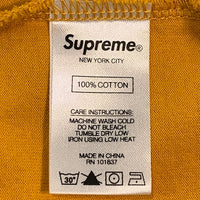 Supreme®
NEW YORK CITY
100% COTTON
CARE INSTRUCTIONS:
MACHINE WASH COLD
DO NOT BLEACH
TUMBLE DRY LOW
IRON USING LOW HEAT
MADE IN CHINA
RN 101837
30°